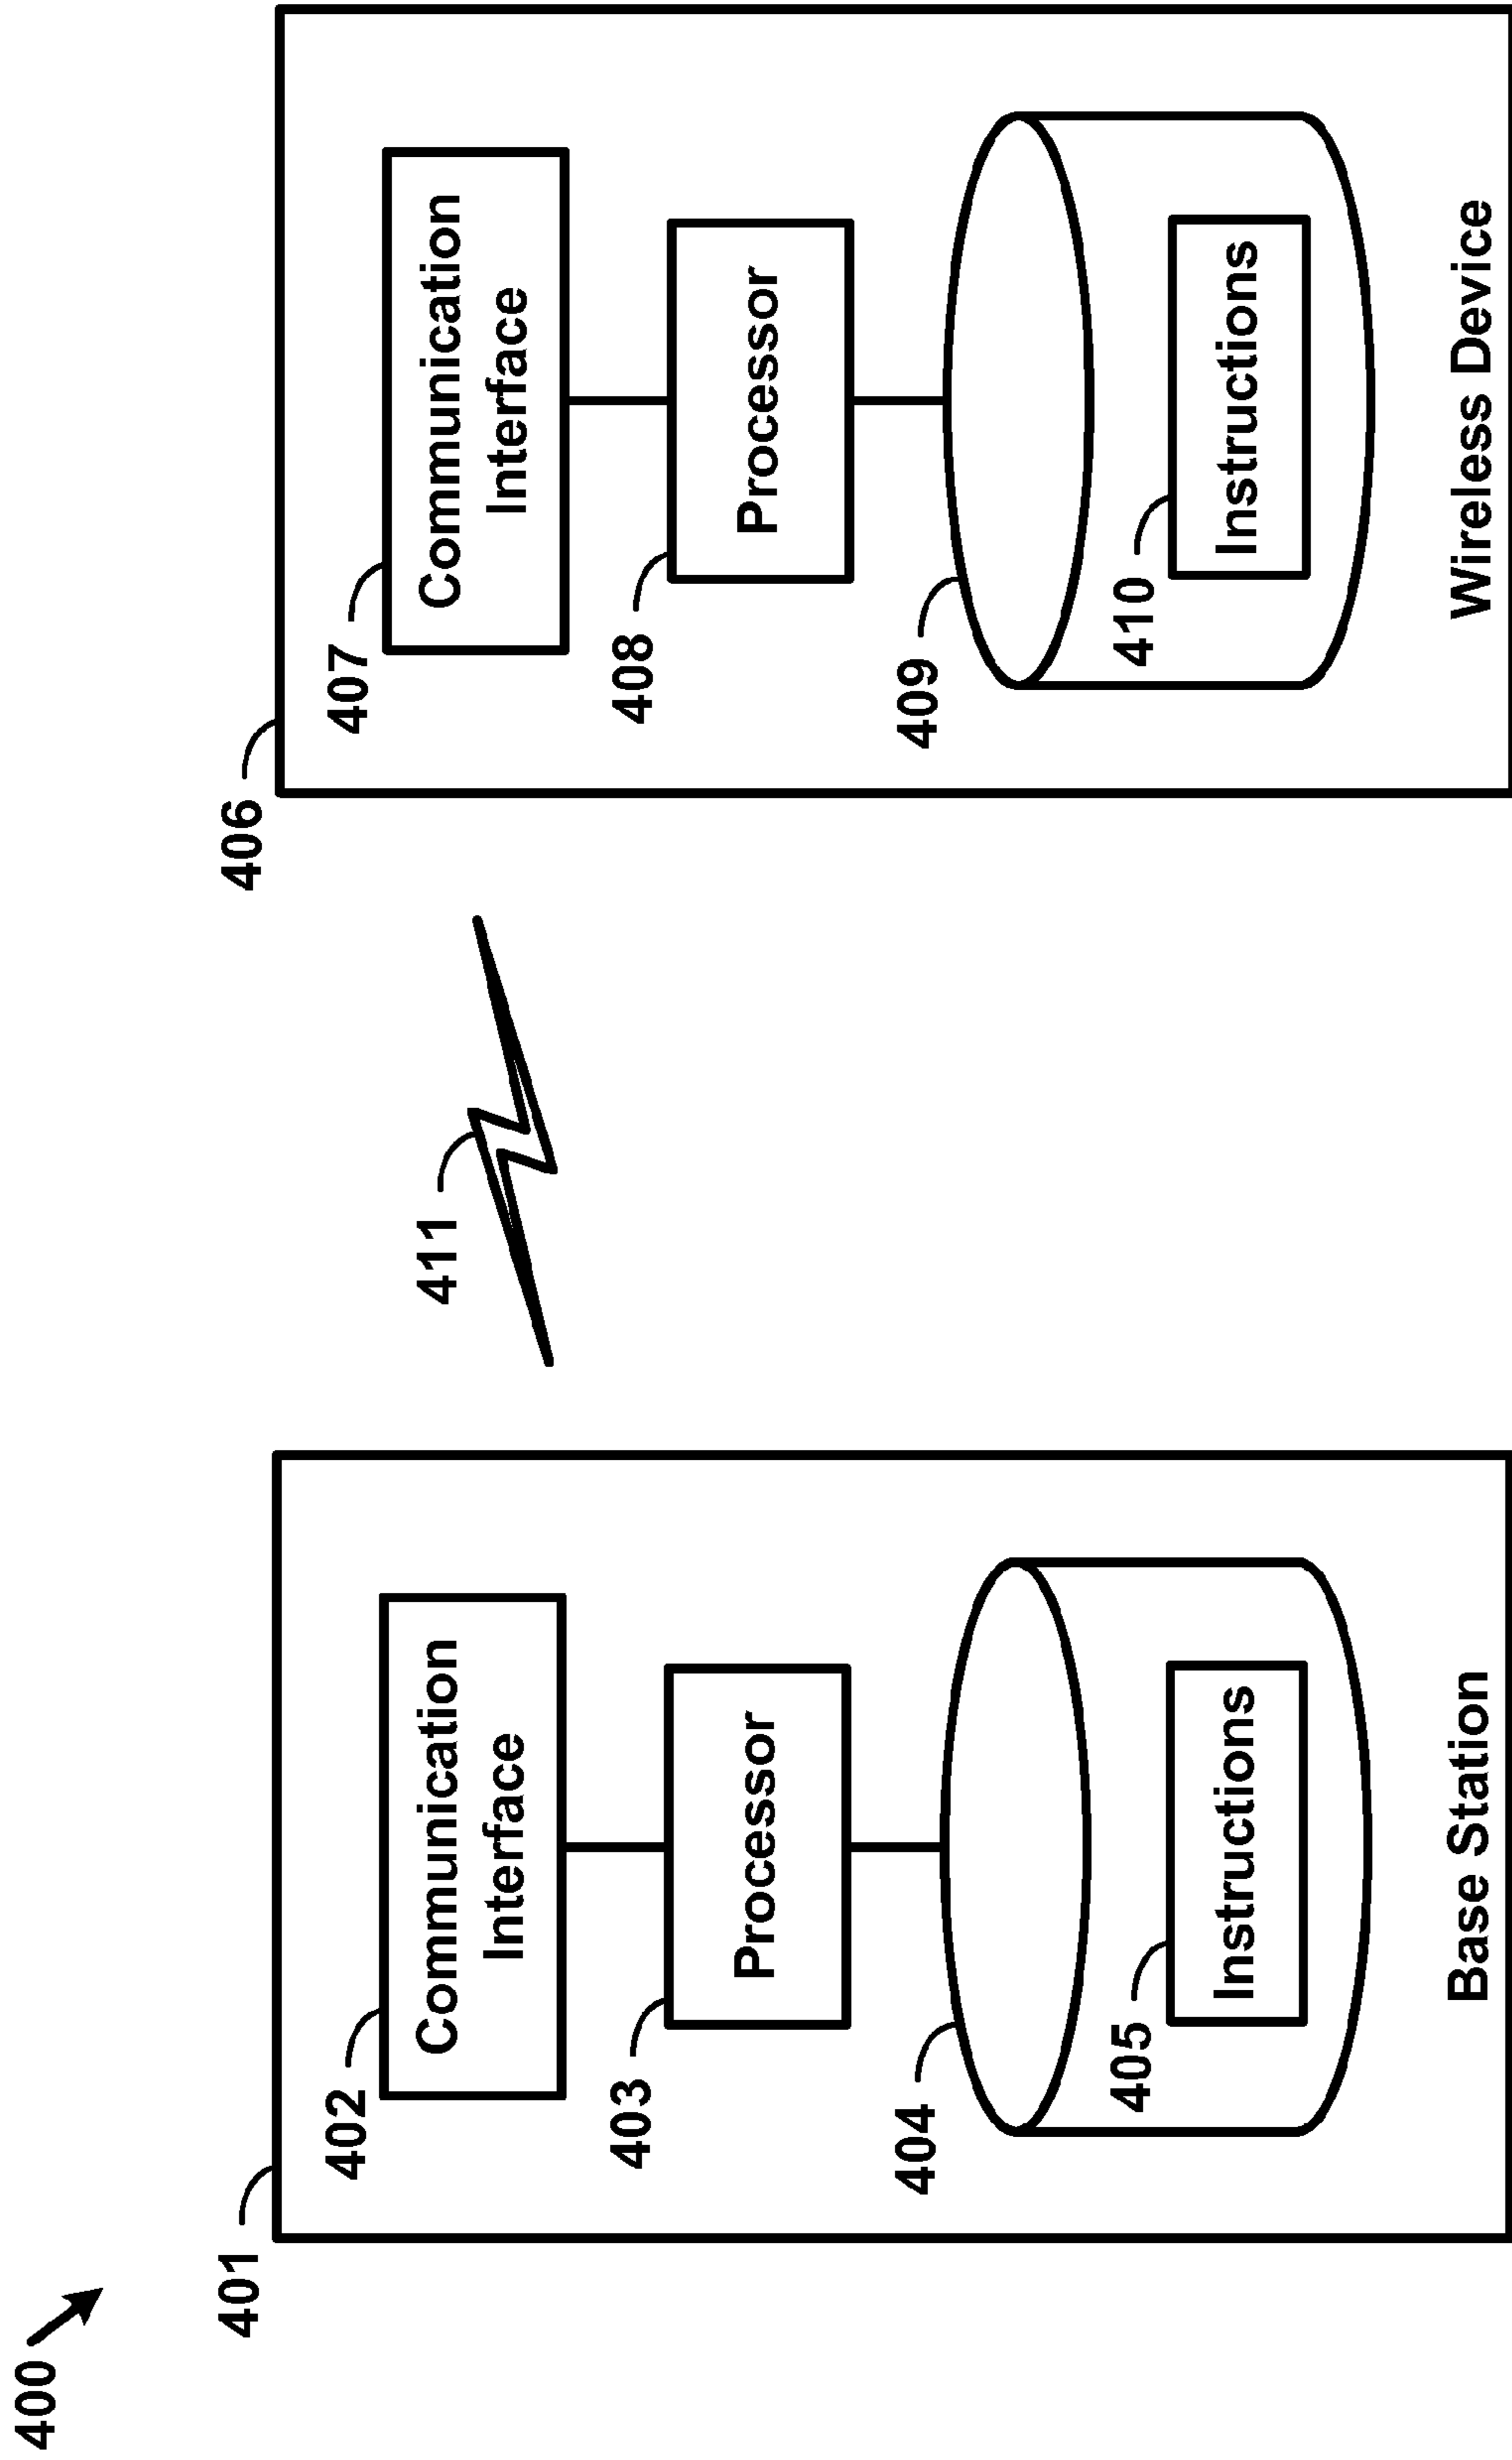 400
401
402
Communication
Interface
403
Processor
404
405
Instructions
Base Station
411
406
407
Communication
Interface
408
Processor
409
410
Instructions
Wireless Device